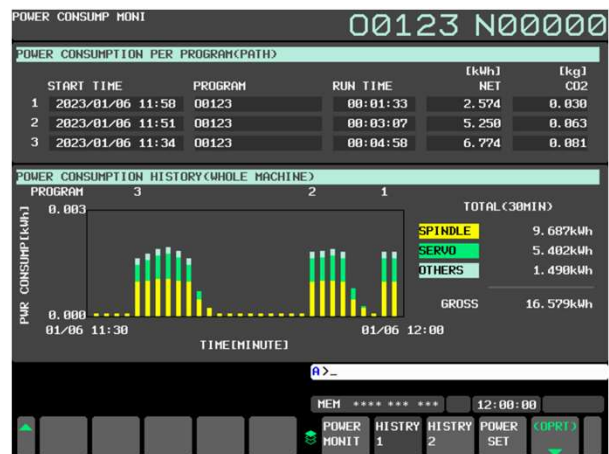 POWER CONSUMP MONI
O0123 N00000
POWER CONSUMPTION PER PROGRAM(PATH)
[kWh] [kg]
START TIME PROGRAM RUN TIME NET CO2
1 2023/01/06 11:58 O0123 00:01:33 2.574 0.030
2 2023/01/06 11:51 O0123 00:03:07 5.250 0.063
3 2023/01/06 11:34 O0123 00:04:58 6.774 0.081
POWER CONSUMPTION HISTORY(WHOLE MACHINE)
PROGRAM 3 2 1
TOTAL(30MIN)
PWR CONSUMP[kWh]
0.003
SPINDLE 9.687kWh
SERVO 5.402kWh
OTHERS 1.490kWh
GROSS 16.579kWh
0.000
01/06 11:30 01/06 12:00
TIME[MINUTE]
A>_
MEM **** *** *** 12:00:00
POWER MONIT
HISTRY 1
HISTRY 2
POWER SET
(OPRT)